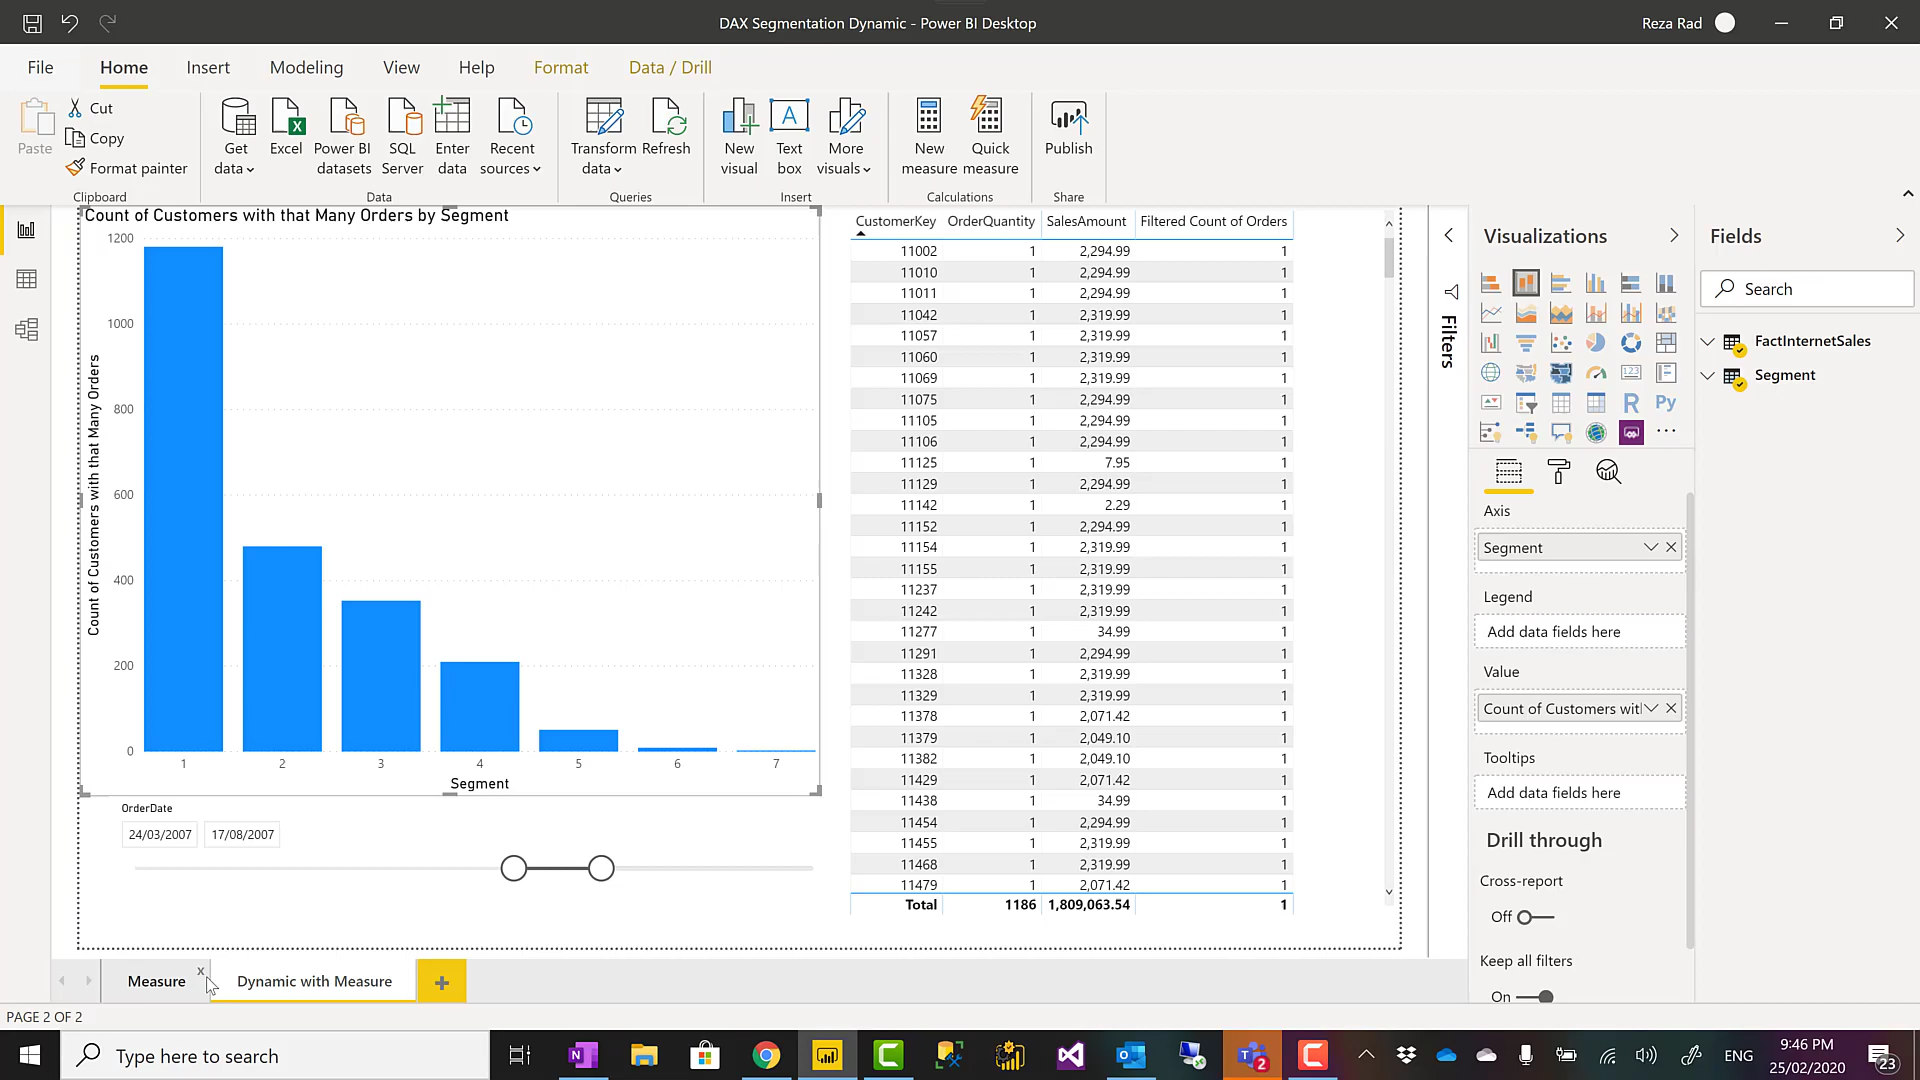 DAX Segmentation Dynamic - Power BI Desktop
Reza Rad
File Home Insert Modeling View Help Format Data / Drill
Paste
Cut
Copy
Format painter
Clipboard
Get data
Excel
Power BI datasets
SQL Server
Enter data
Recent sources
Data
Transform data
Refresh
Queries
New visual
Text box
More visuals
Insert
New measure
Quick measure
Calculations
Publish
Share
Count of Customers with that Many Orders by Segment
Count of Customers with that Many Orders
1200
1000
800
600
400
200
0
1 2 3 4 5 6 7
Segment
OrderDate
24/03/2007 17/08/2007
CustomerKey OrderQuantity SalesAmount Filtered Count of Orders
11002 1 2,294.99 1
11010 1 2,294.99 1
11011 1 2,294.99 1
11042 1 2,319.99 1
11057 1 2,319.99 1
11060 1 2,319.99 1
11069 1 2,319.99 1
11075 1 2,294.99 1
11105 1 2,294.99 1
11106 1 2,294.99 1
11125 1 7.95 1
11129 1 2,294.99 1
11142 1 2.29 1
11152 1 2,294.99 1
11154 1 2,319.99 1
11155 1 2,319.99 1
11237 1 2,319.99 1
11242 1 2,319.99 1
11277 1 34.99 1
11291 1 2,294.99 1
11328 1 2,319.99 1
11329 1 2,319.99 1
11378 1 2,071.42 1
11379 1 2,049.10 1
11382 1 2,049.10 1
11429 1 2,071.42 1
11438 1 34.99 1
11454 1 2,294.99 1
11455 1 2,319.99 1
11468 1 2,319.99 1
11479 1 2,071.42 1
Total 1186 1,809,063.54 1
Filters
Visualizations
R Py
123
Axis
Segment
Legend
Add data fields here
Value
Count of Customers wit
Tooltips
Add data fields here
Drill through
Cross-report
Off
Keep all filters
On
Fields
Search
FactInternetSales
Segment
Measure x Dynamic with Measure +
PAGE 2 OF 2
Type here to search
2
ENG
9:46 PM
25/02/2020
23